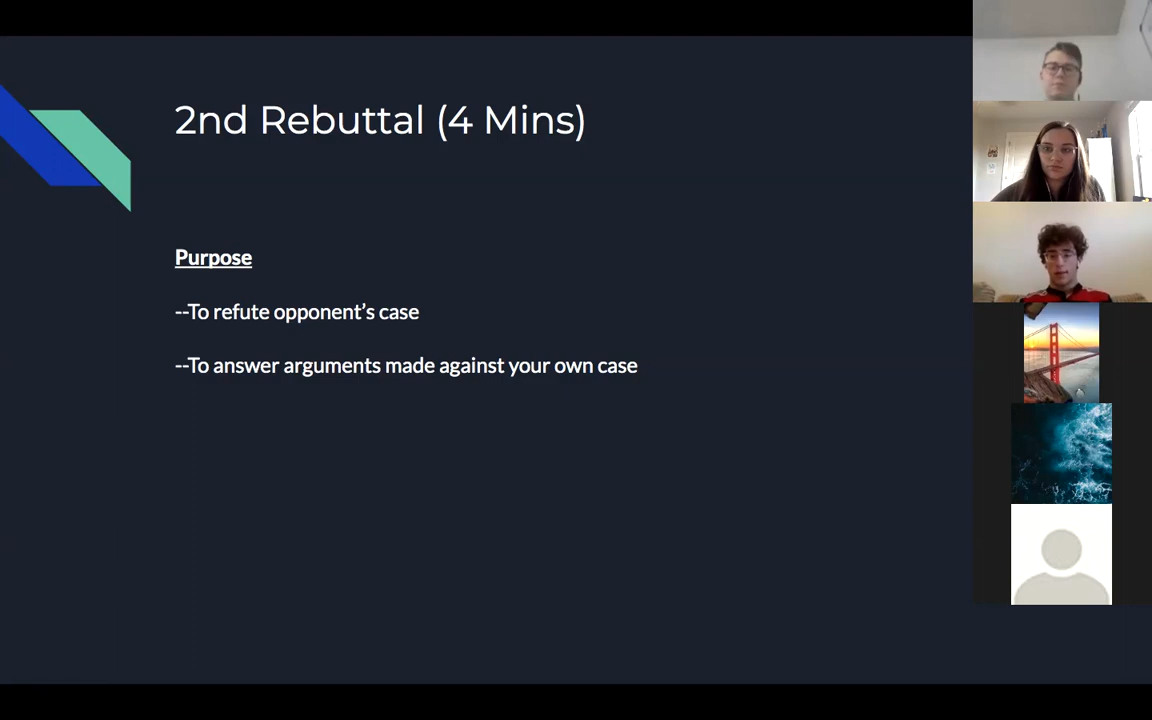 2nd Rebuttal (4 Mins)
Purpose
--To refute opponent’s case
--To answer arguments made against your own case